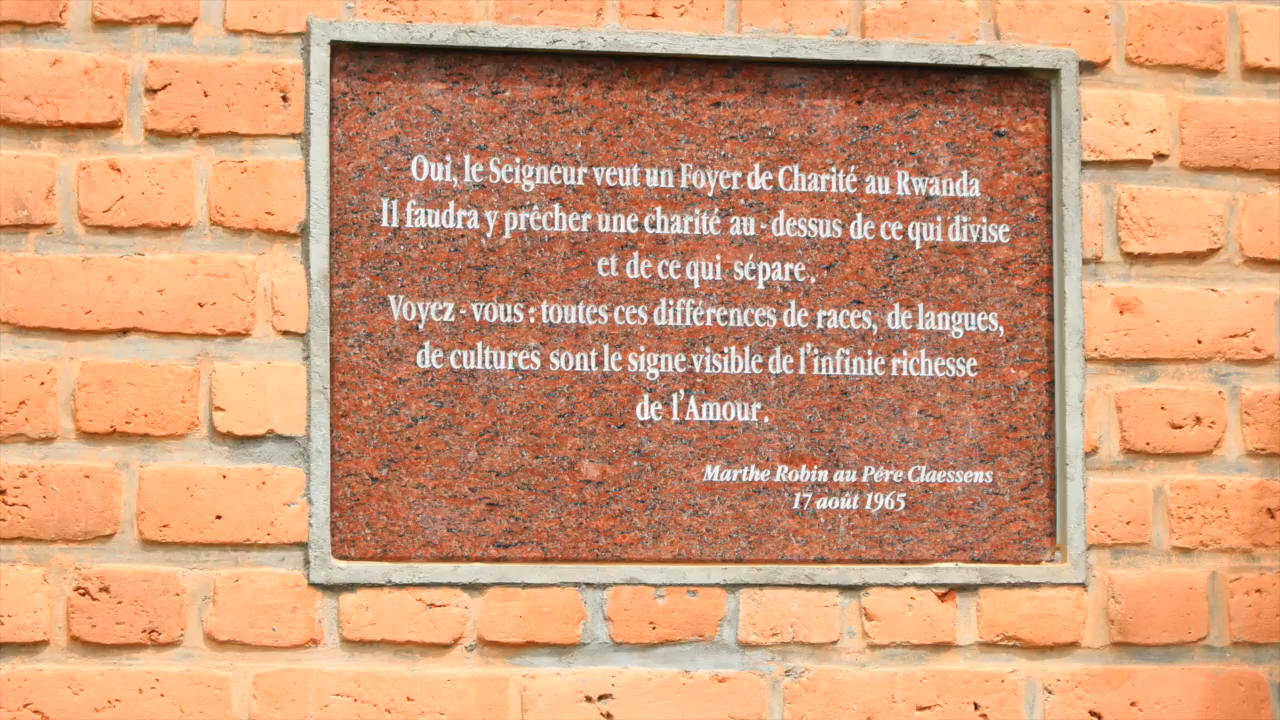 Oui, le Seigneur veut un Foyer de Charité au Rwanda
Il faudra y prêcher une charité au - dessus de ce qui divise
et de ce qui sépare.
Voyez - vous : toutes ces différences de races, de langues,
de cultures sont le signe visible de l'infinie richesse
de l'Amour.
Marthe Robin au Père Claessens
17 août 1965